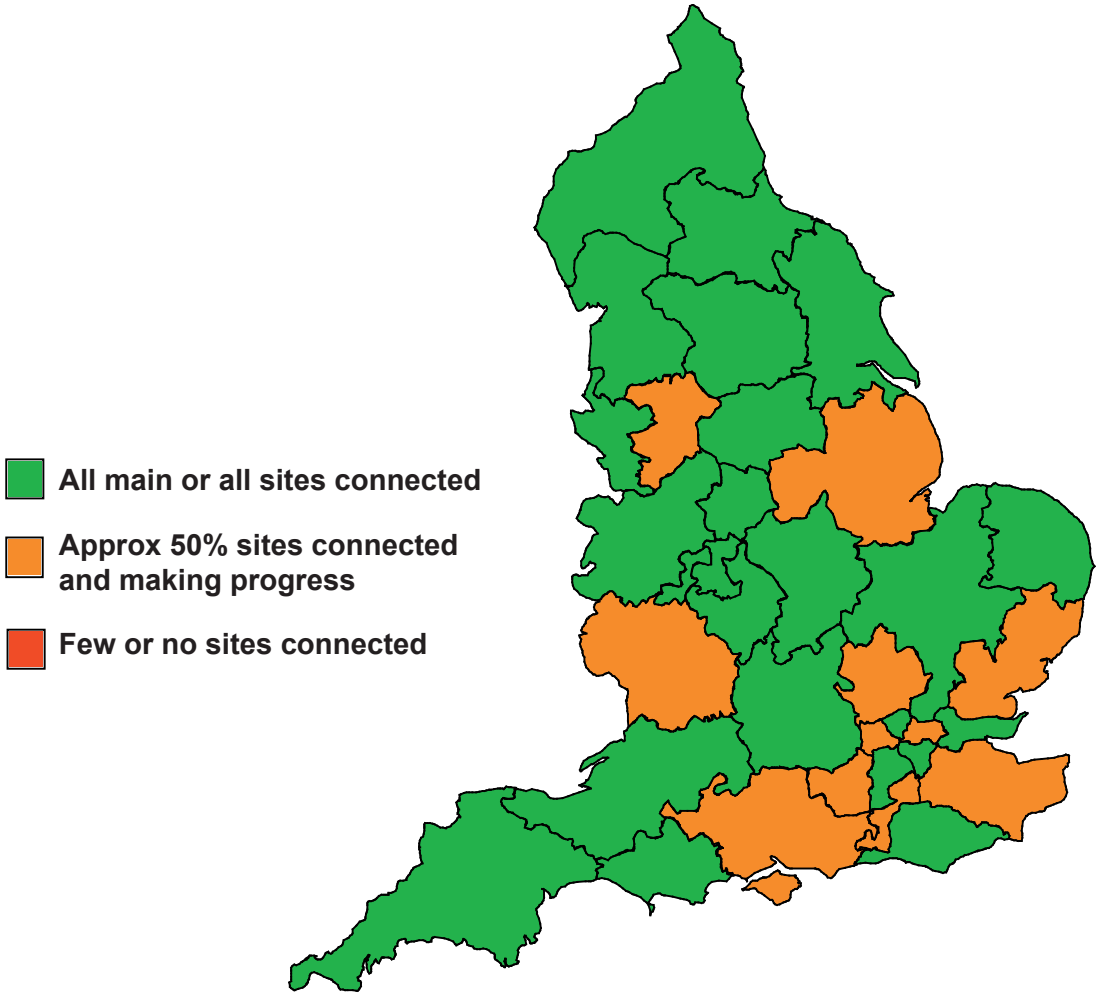 All main or all sites connected
Approx 50% sites connected
and making progress
Few or no sites connected